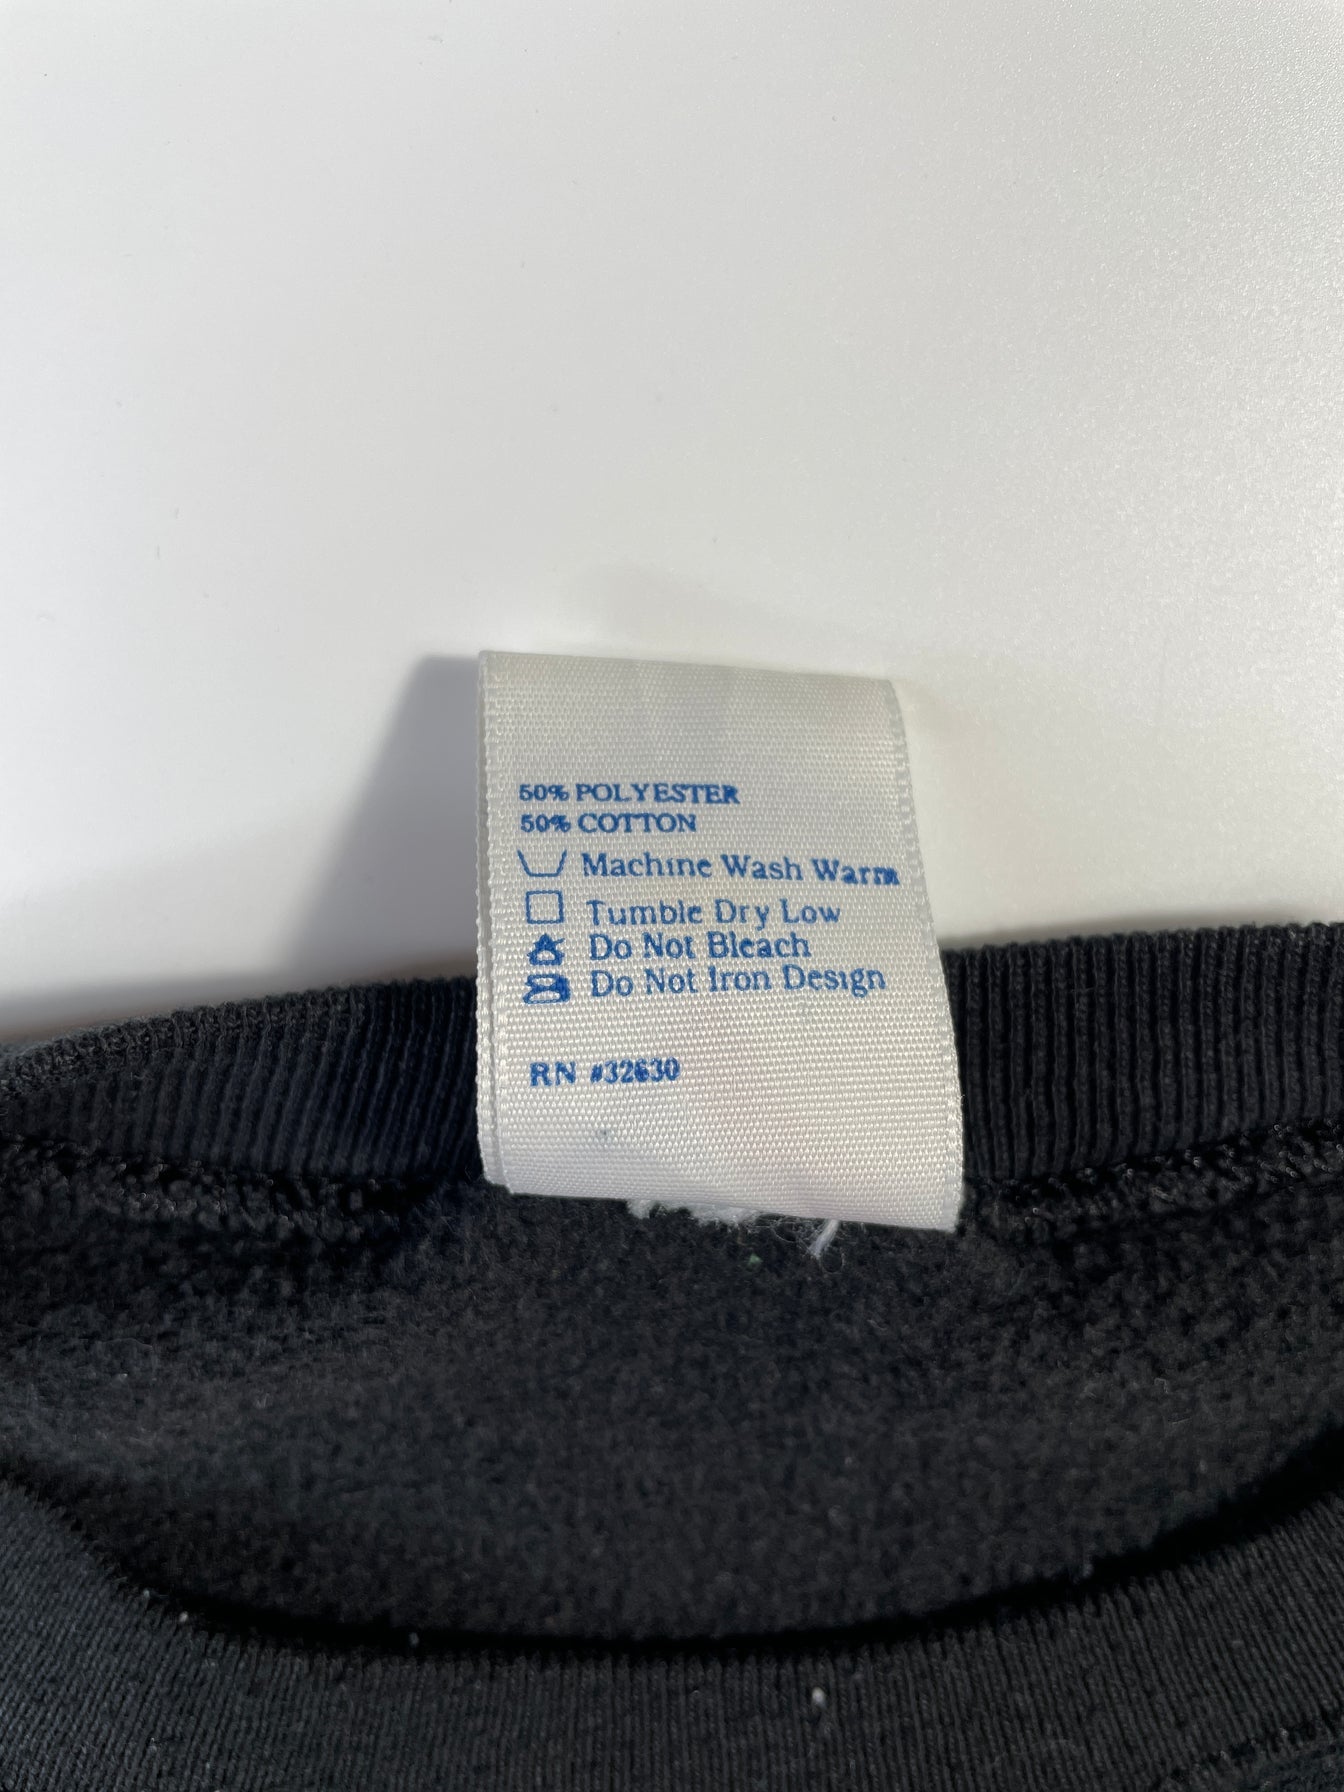 50% POLYESTER
50% COTTON
Machine Wash Warm
Tumble Dry Low
Do Not Bleach
Do Not Iron Design
RN #32630